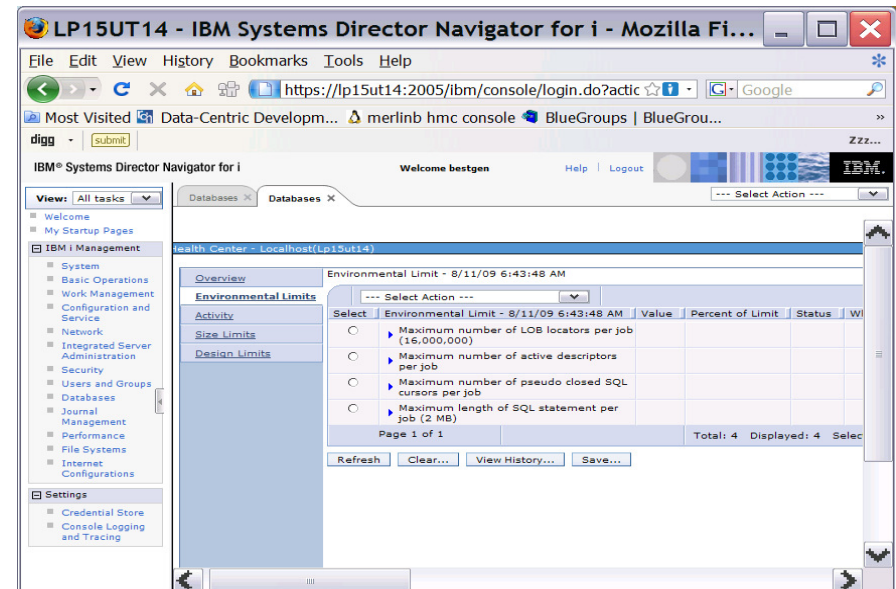 LP15UT14 - IBM Systems Director Navigator for i - Mozilla Fi...
File Edit View History Bookmarks Tools Help
https://lp15ut14:2005/ibm/console/login.do?actic G Google
Most Visited Data-Centric Developm... merlinb hmc console BlueGroups | BlueGrou... »
digg submit Zzz...
IBM® Systems Director Navigator for i Welcome bestgen Help Logout IBM.
View: All tasks
Databases × Databases ×
--- Select Action ---
Welcome
My Startup Pages
IBM i Management
System
Basic Operations
Work Management
Configuration and
Service
Network
Integrated Server
Administration
Security
Users and Groups
Databases
Journal
Management
Performance
File Systems
Internet
Configurations
Settings
Credential Store
Console Logging
and Tracing
Health Center - Localhost(Lp15ut14)
Overview
Environmental Limits
Activity
Size Limits
Design Limits
Environmental Limit - 8/11/09 6:43:48 AM
--- Select Action ---
Select Environmental Limit - 8/11/09 6:43:48 AM Value Percent of Limit Status Wh
Maximum number of LOB locators per job
(16,000,000)
Maximum number of active descriptors
per job
Maximum number of pseudo closed SQL
cursors per job
Maximum length of SQL statement per
job (2 MB)
Page 1 of 1 Total: 4 Displayed: 4 Selec
Refresh Clear... View History... Save...